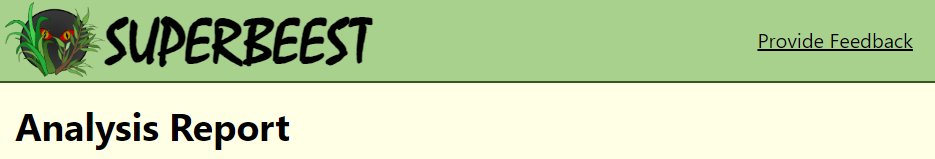 SUPERBEEST
Provide Feedback
Analysis Report